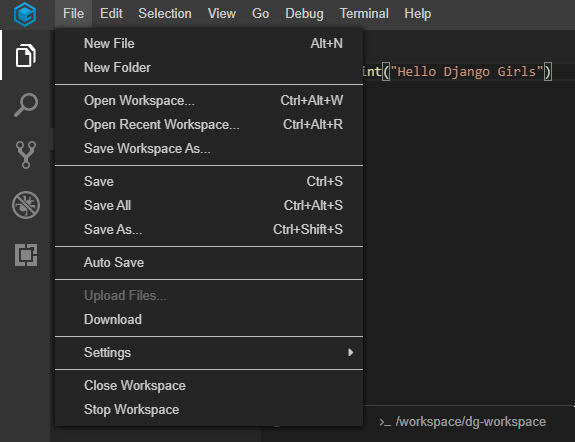 File Edit Selection View Go Debug Terminal Help
New File Alt+N
New Folder
int("Hello Django Girls")
Open Workspace... Ctrl+Alt+W
Open Recent Workspace... Ctrl+Alt+R
Save Workspace As...
Save Ctrl+S
Save All Ctrl+Alt+S
Save As... Ctrl+Shift+S
Auto Save
Upload Files...
Download
Settings
Close Workspace
Stop Workspace
>_ /workspace/dg-workspace